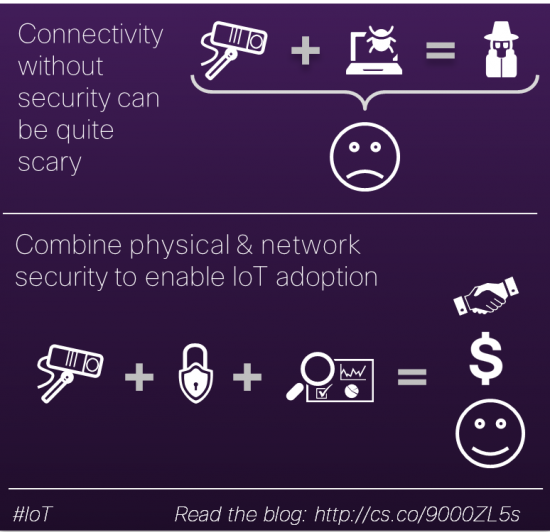 Connectivity
without
security can
be quite
scary
Combine physical & network
security to enable IoT adoption
$
#IoT
Read the blog: http://cs.co/9000ZL5s